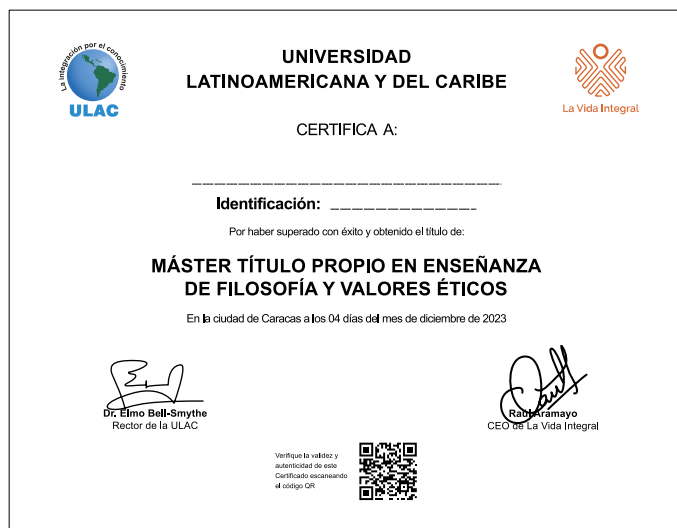 La integración por el conocimiento
ULAC
UNIVERSIDAD
LATINOAMERICANA Y DEL CARIBE
La Vida Integral
CERTIFICA A:
Identificación:
Por haber superado con éxito y obtenido el título de:
MÁSTER TÍTULO PROPIO EN ENSEÑANZA
DE FILOSOFÍA Y VALORES ÉTICOS
En la ciudad de Caracas a los 04 días del mes de diciembre de 2023
Dr. Elmo Bell-Smythe
Rector de la ULAC
Raúl Aramayo
CEO de La Vida Integral
Verifique la validez y
autenticidad de este
Certificado escaneando
el código QR